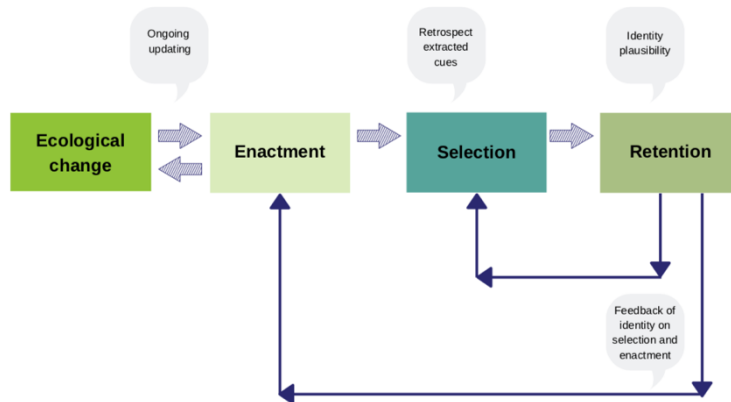 Ongoing
updating
Retrospect
extracted
cues
Identity
plausibility
Ecological
change
Enactment
Selection
Retention
Feedback of
identity on
selection and
enactment